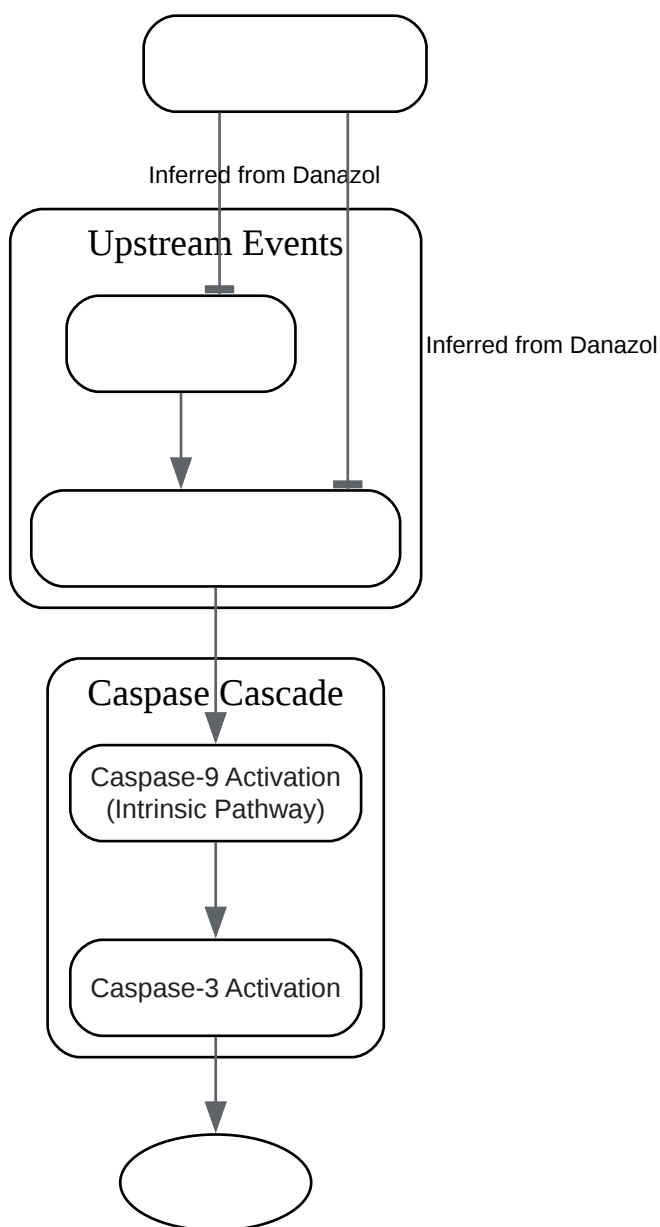 Inferred from Danazol
Upstream Events
Inferred from Danazol
Caspase Cascade
Caspase-9 Activation
(Intrinsic Pathway)
Caspase-3 Activation